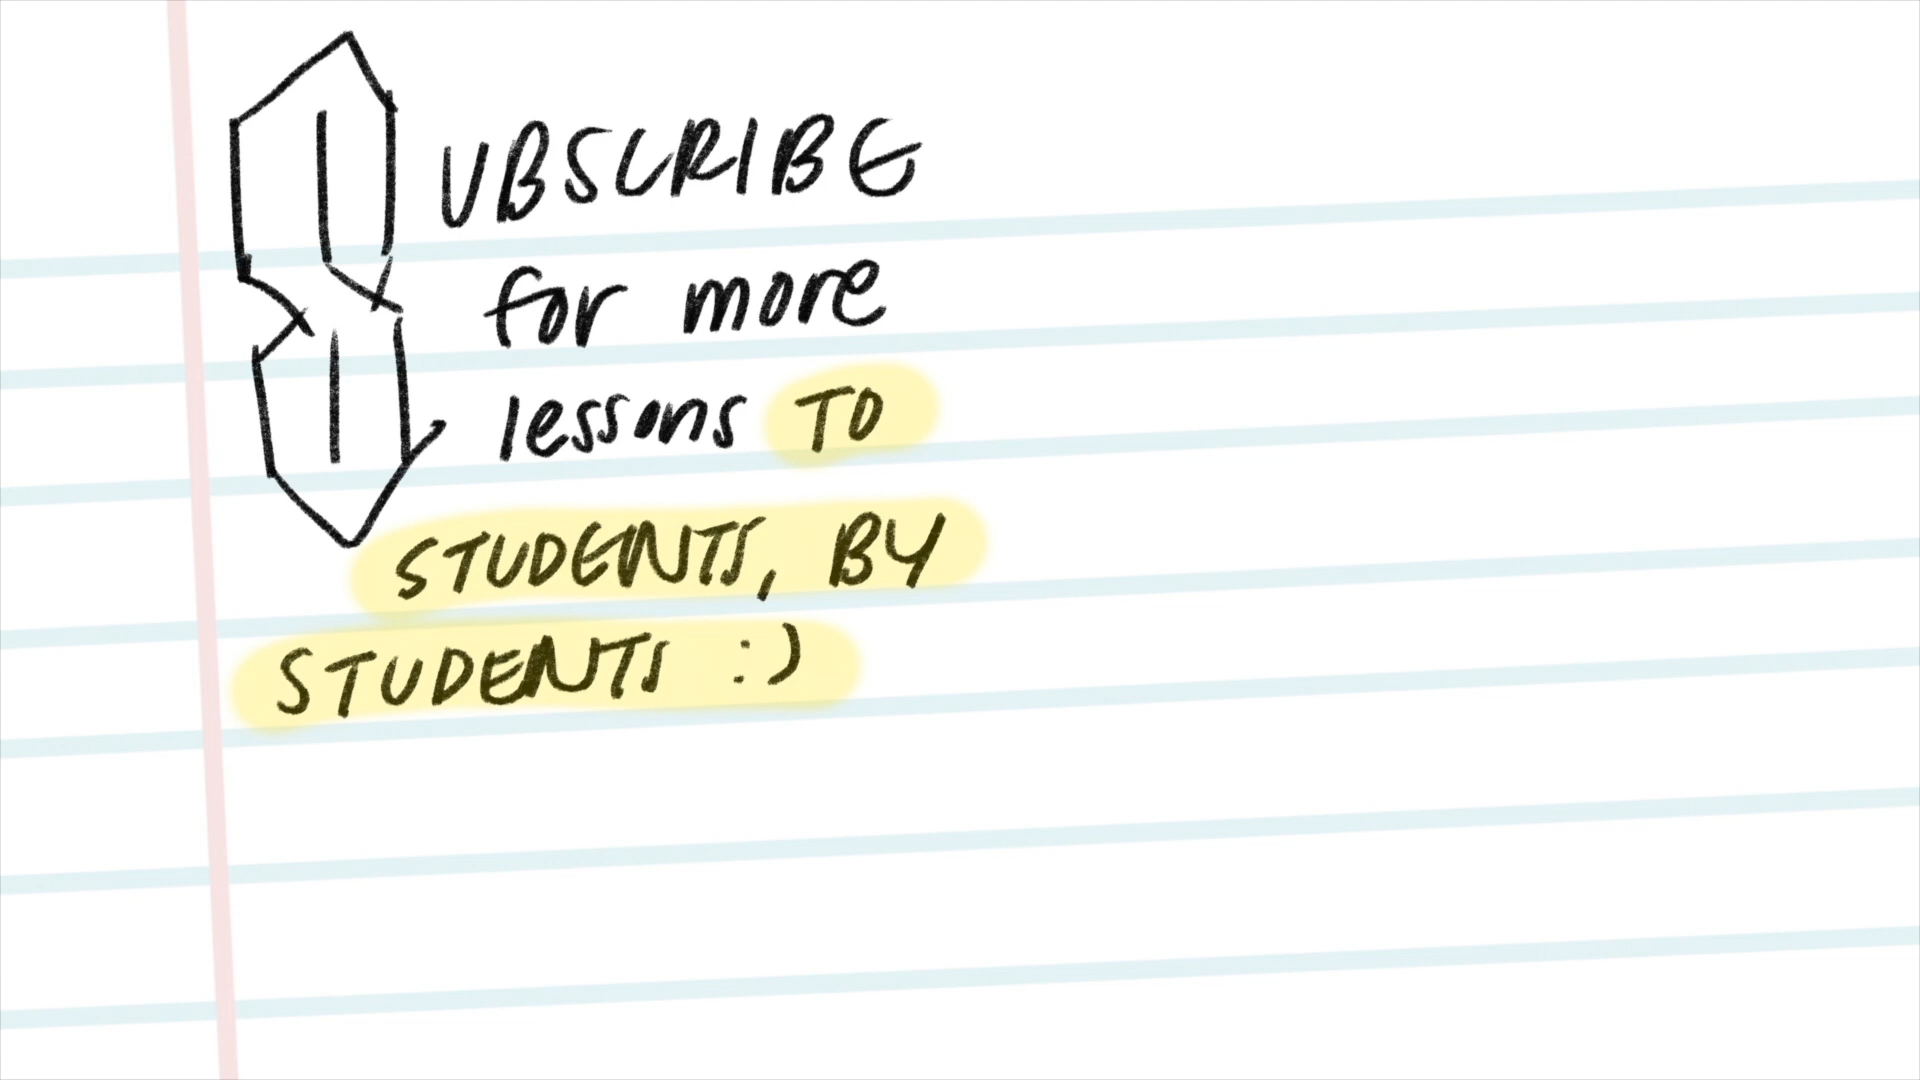 SUBSCRIBE
for more
lessons TO
STUDENTS, BY
STUDENTS :)